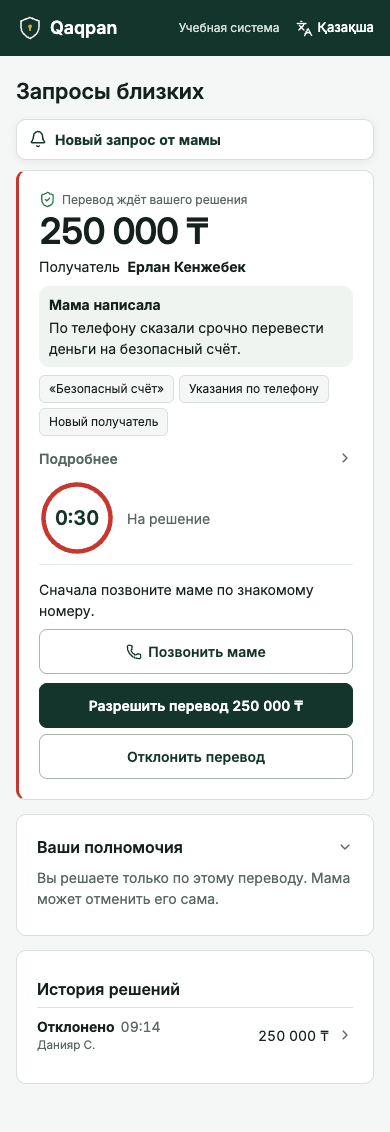 Qaqpan
Учебная система
Қазақша
Запросы близких
Новый запрос от мамы
Перевод ждёт вашего решения
250 000 ₸
Получатель Ерлан Кенжебек
Мама написала
По телефону сказали срочно перевести
деньги на безопасный счёт.
«Безопасный счёт»
Указания по телефону
Новый получатель
Подробнее
0:30
На решение
Сначала позвоните маме по знакомому
номеру.
Позвонить маме
Разрешить перевод 250 000 ₸
Отклонить перевод
Ваши полномочия
Вы решаете только по этому переводу. Мама
может отменить его сама.
История решений
Отклонено 09:14
Данияр С.
250 000 ₸